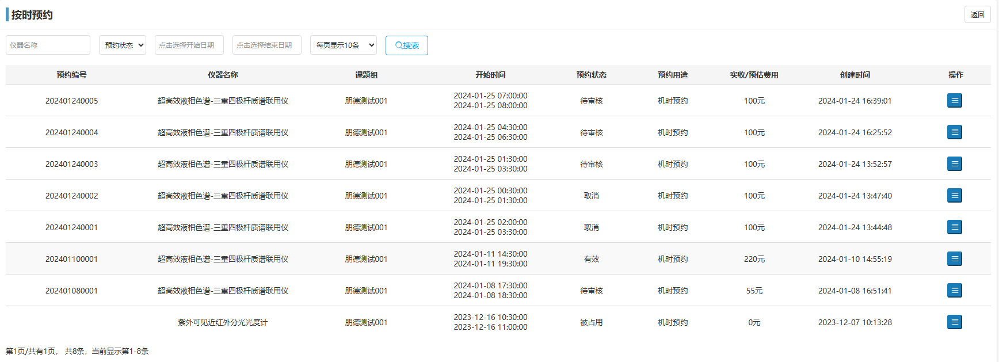 按时预约
返回
仪器名称 预约状态 点击选择开始日期 点击选择结束日期 每页显示10条 搜索
预约编号 仪器名称 课题组 开始时间 预约状态 预约用途 实收/预估费用 创建时间 操作
202401240005 超高效液相色谱-三重四极杆质谱联用仪 朋德测试001 2024-01-25 07:00:00 待审核 机时预约 100元 2024-01-24 16:39:01
2024-01-25 08:00:00
202401240004 超高效液相色谱-三重四极杆质谱联用仪 朋德测试001 2024-01-25 04:30:00 待审核 机时预约 100元 2024-01-24 16:25:52
2024-01-25 06:30:00
202401240003 超高效液相色谱-三重四极杆质谱联用仪 朋德测试001 2024-01-25 01:30:00 待审核 机时预约 100元 2024-01-24 13:52:57
2024-01-25 03:30:00
202401240002 超高效液相色谱-三重四极杆质谱联用仪 朋德测试001 2024-01-25 00:30:00 取消 机时预约 100元 2024-01-24 13:47:40
2024-01-25 01:30:00
202401240001 超高效液相色谱-三重四极杆质谱联用仪 朋德测试001 2024-01-25 02:00:00 取消 机时预约 100元 2024-01-24 13:44:48
2024-01-25 03:30:00
202401100001 超高效液相色谱-三重四极杆质谱联用仪 朋德测试001 2024-01-11 14:30:00 有效 机时预约 220元 2024-01-10 14:55:19
2024-01-11 19:30:00
202401080001 超高效液相色谱-三重四极杆质谱联用仪 朋德测试001 2024-01-08 17:30:00 待审核 机时预约 55元 2024-01-08 16:51:41
2024-01-08 18:30:00
紫外可见近红外分光光度计 朋德测试001 2023-12-16 10:30:00 被占用 机时预约 0元 2023-12-07 10:13:28
2023-12-16 11:00:00
第1页/共有1页， 共8条，当前显示第1-8条